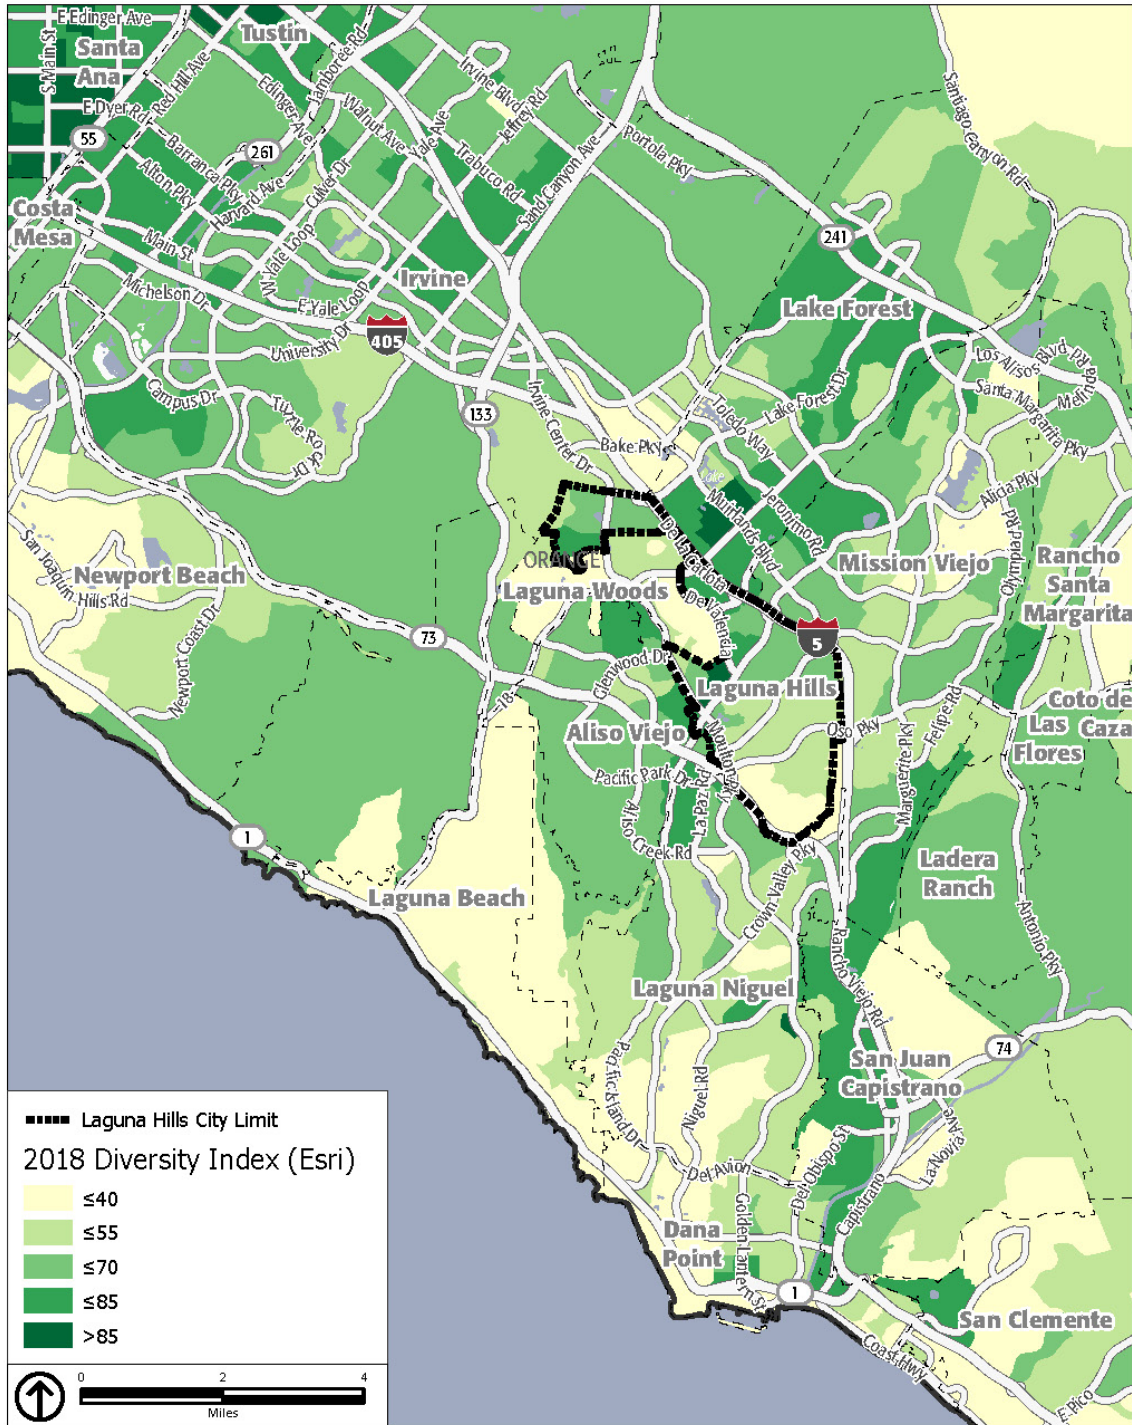 E Edinger Ave
Tustin
Santa
Ana
S Main St
Red Hill Ave
Edinger Ave
Jamboree Rd
Irvine Blvd
Jeffrey Rd
E Dyer Rd
Walnut Ave
Yale Ave
55
Barranca Pky
261
Trabuco Rd
Portola Pky
Santiago Canyon Rd
Alton Pky
Harvard Ave
Culver Dr
Sand Canyon Ave
Costa
Mesa
Main St
W Yale Loop
241
Michelson Dr
E Yale Loop
Irvine
Lake Forest
405
University Dr
Los Alisos Blvd
Melinda Rd
Santa Margarita Pky
Campus Dr
133
Irvine Center Dr
Toledo Way
Lake Forest Dr
Turtle Rock Dr
Bake Pky
Lake
Alicia Pky
Muirlands Blvd
Jeronimo Rd
San Joaquin Hills Rd
De La Carlota
Olympiad Rd
ORANGE
Mission Viejo
Rancho
Santa
Margarita
Newport Beach
Laguna Woods
De Valencia
Newport Coast Dr
73
5
Glenwood Dr
18
Laguna Hills
Felipe Rd
Coto de
Caza
Las
Flores
Aliso Viejo
Moulton Pky
Oso Pky
Marguerite Pky
Pacific Park Dr
La Paz Rd
1
Aliso Creek Rd
Crown Valley Pky
Ladera
Ranch
Laguna Beach
Antonio Pky
Laguna Niguel
Rancho Viejo Rd
74
Pacific Island Dr
Niguel Rd
San Juan
Capistrano
La Novia Ave
Del Obispo St
Del Avion
Golden Lantern St
Capistrano
Dana
Point
1
San Clemente
Coast Hwy
E Pico
Laguna Hills City Limit
2018 Diversity Index (Esri)
≤40
≤55
≤70
≤85
>85
0 2 4
Miles